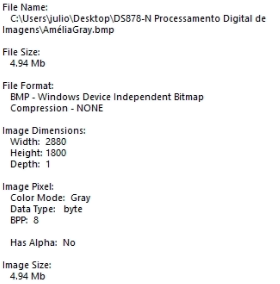 File Name:
C:\Users\julio\Desktop\DS878-N Processamento Digital de
Imagens\AméliaGray.bmp
File Size:
4.94 Mb
File Format:
BMP - Windows Device Independent Bitmap
Compression - NONE
Image Dimensions:
Width: 2880
Height: 1800
Depth: 1
Image Pixel:
Color Mode: Gray
Data Type: byte
BPP: 8
Has Alpha: No
Image Size:
4.94 Mb